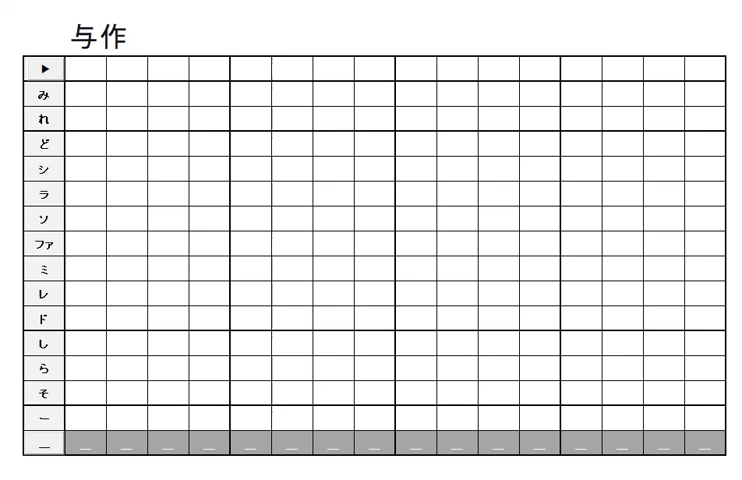 与作
▶
み
れ
ど
シ
ラ
ソ
ファ
ミ
レ
ド
し
ら
そ
ー
＿ ＿ ＿ ＿ ＿ ＿ ＿ ＿ ＿ ＿ ＿ ＿ ＿ ＿ ＿ ＿ ＿